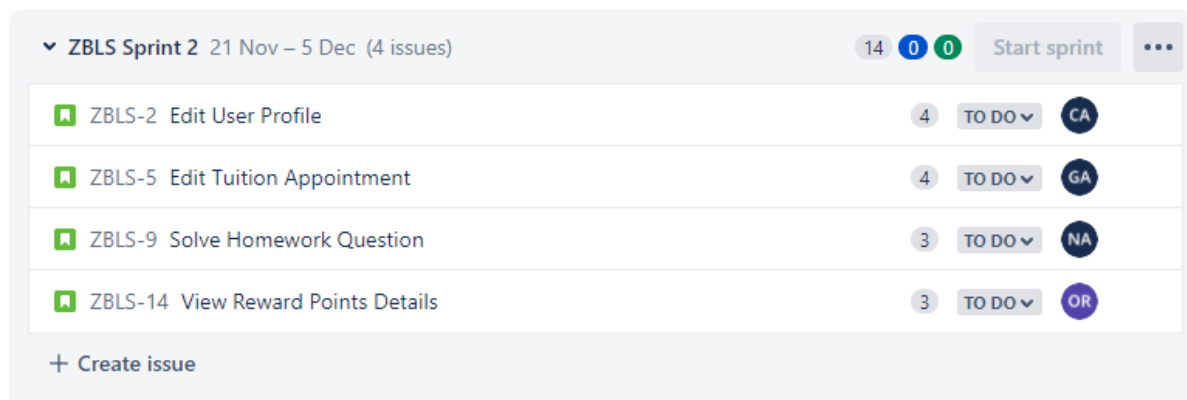 ZBLS Sprint 2 21 Nov – 5 Dec (4 issues) 14 0 0 Start sprint
ZBLS-2 Edit User Profile 4 TO DO CA
ZBLS-5 Edit Tuition Appointment 4 TO DO GA
ZBLS-9 Solve Homework Question 3 TO DO NA
ZBLS-14 View Reward Points Details 3 TO DO OR
+ Create issue